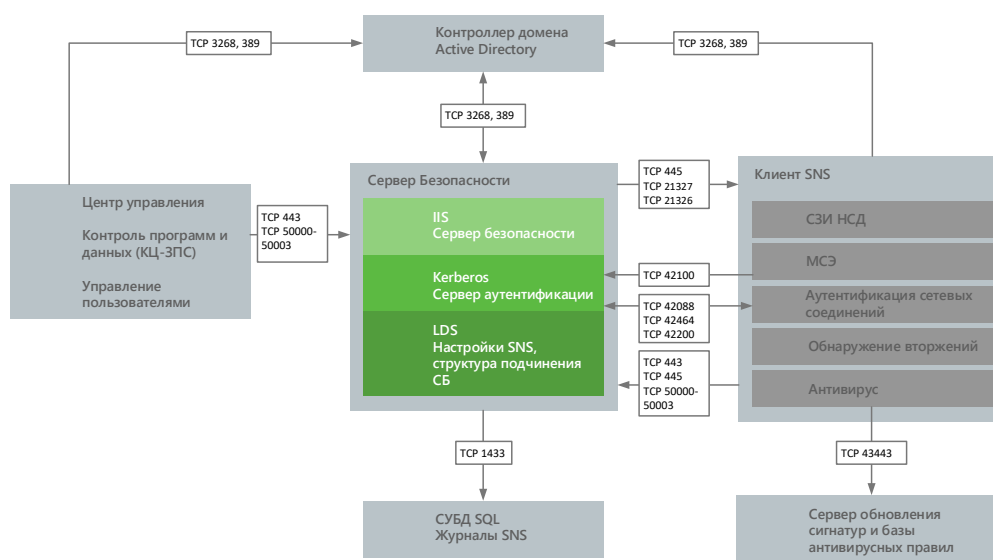 Контроллер домена
Active Directory
TCP 3268, 389
TCP 3268, 389
TCP 3268, 389
Центр управления
Контроль программ и
данных (КЦ-ЗПС)
Управление
пользователями
TCP 443
TCP 50000-
50003
Сервер Безопасности
IIS
Сервер безопасности
Kerberos
Сервер аутентификации
LDS
Настройки SNS,
структура подчинения
СБ
TCP 445
TCP 21327
TCP 21326
TCP 42100
TCP 42088
TCP 42464
TCP 42200
TCP 443
TCP 445
TCP 50000-
50003
Клиент SNS
СЗИ НСД
МСЭ
Аутентификация сетевых
соединений
Обнаружение вторжений
Антивирус
TCP 1433
TCP 43443
СУБД SQL
Журналы SNS
Сервер обновления
сигнатур и базы
антивирусных правил